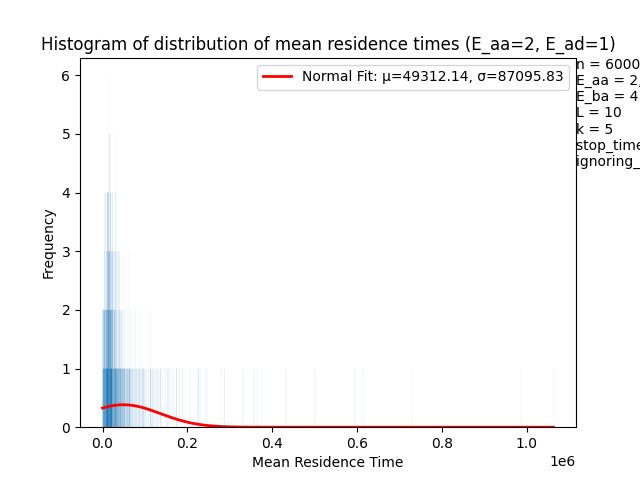 Histogram of distribution of mean residence times (E_aa=2, E_ad=1)
Normal Fit: μ=49312.14, σ=87095.83
n = 6000
E_aa = 2,
E_ba = 4
L = 10
k = 5
stop_time
ignoring_
Frequency
6
5
4
3
2
1
0
0.0 0.2 0.4 0.6 0.8 1.0
1e6
Mean Residence Time